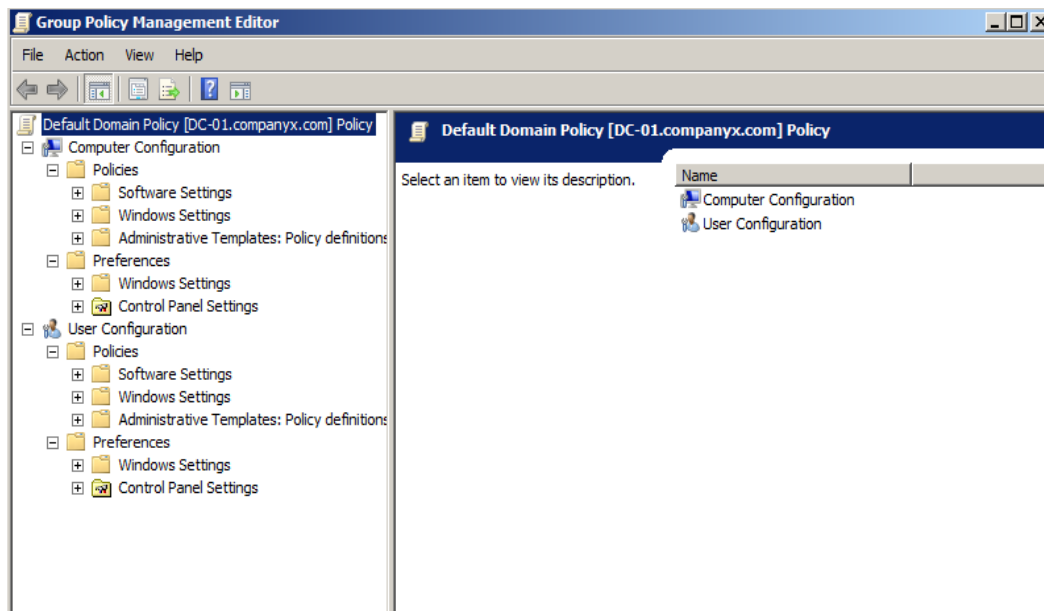 Group Policy Management Editor
File Action View Help
Default Domain Policy [DC-01.companyx.com] Policy
Computer Configuration
Policies
Software Settings
Windows Settings
Administrative Templates: Policy definitions
Preferences
Windows Settings
Control Panel Settings
User Configuration
Policies
Software Settings
Windows Settings
Administrative Templates: Policy definitions
Preferences
Windows Settings
Control Panel Settings
Default Domain Policy [DC-01.companyx.com] Policy
Select an item to view its description.
Name
Computer Configuration
User Configuration